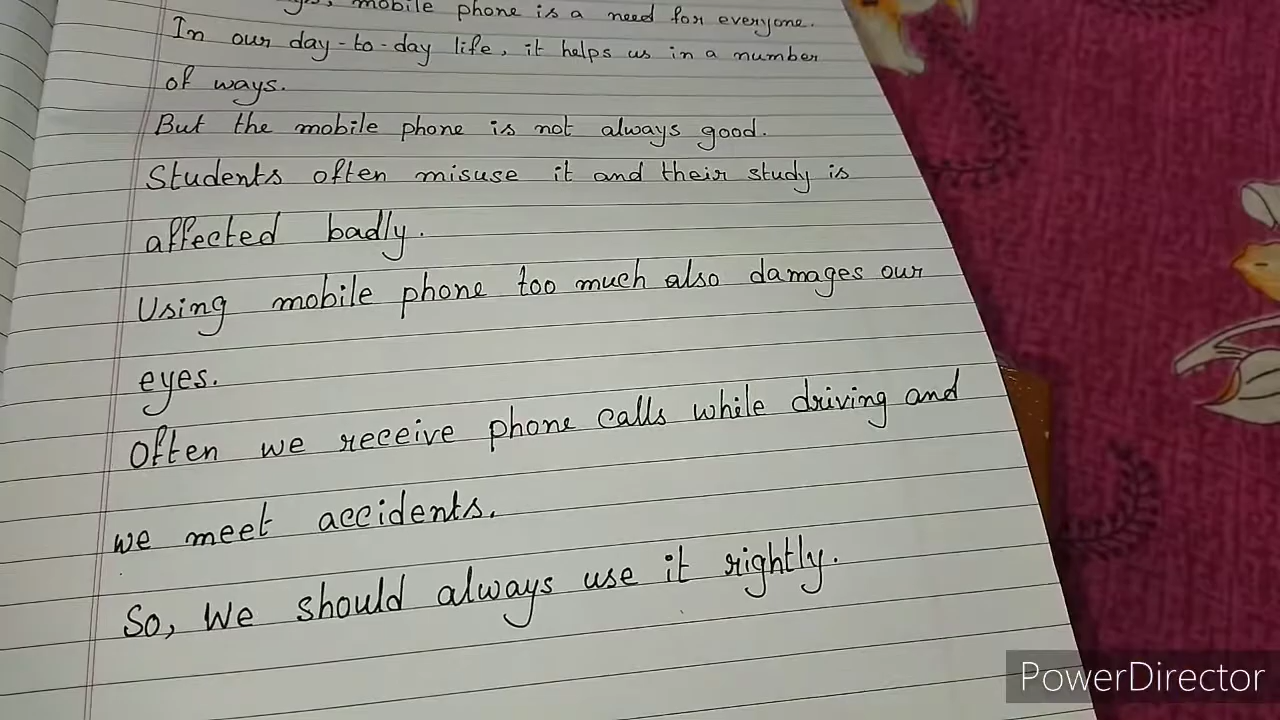 mobile phone is a need for everyone.
In our day-to-day life, it helps us in a number
of ways.
But the mobile phone is not always good.
Students often misuse it and their study is
affected badly.
Using mobile phone too much also damages our
eyes.
Often we receive phone calls while driving and
we meet accidents.
So, We should always use it rightly.
PowerDirector